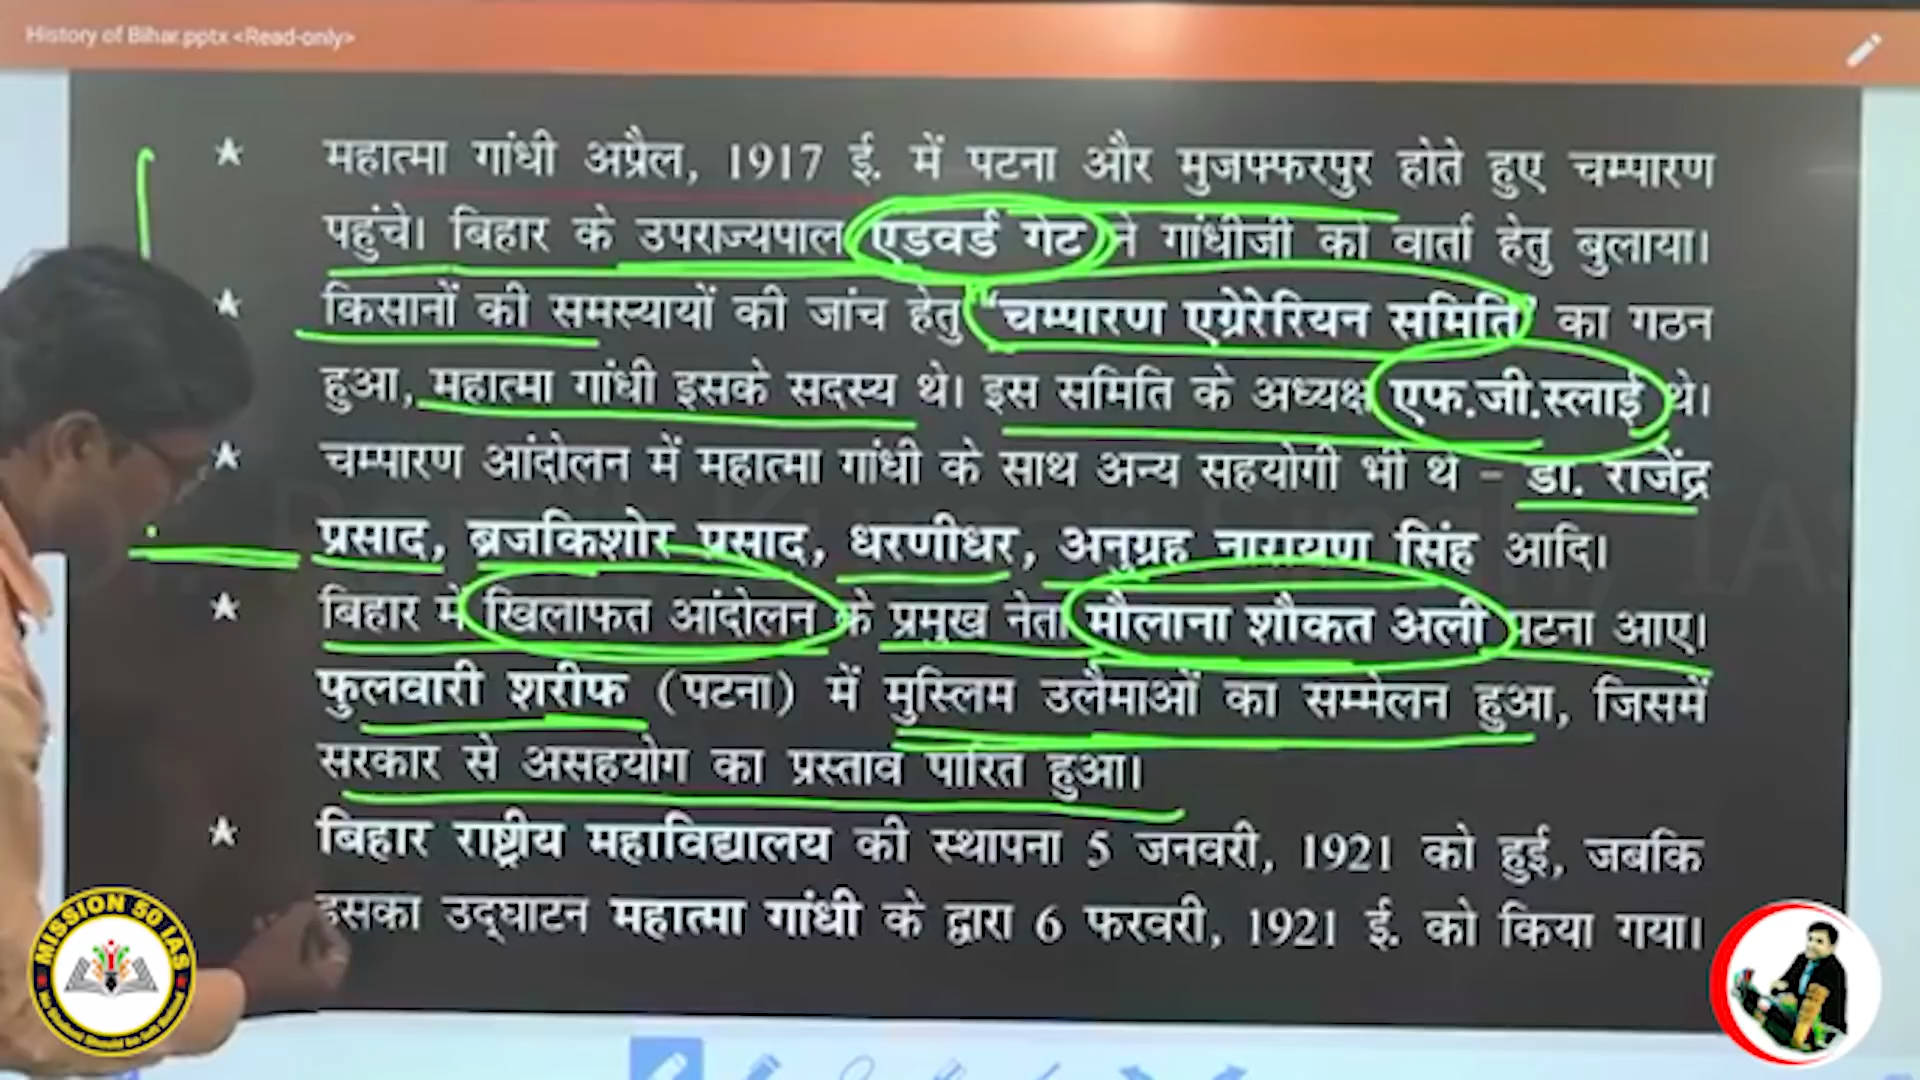 History of Bihar.pptx <Read-only>
★ महात्मा गांधी अप्रैल, 1917 ई. में पटना और मुजफ्फरपुर होते हुए चम्पारण
पहुंचे। बिहार के उपराज्यपाल एडवर्ड गेट ने गांधीजी को वार्ता हेतु बुलाया।
★ किसानों की समस्यायों की जांच हेतु “चम्पारण एग्रेरेरियन समिति” का गठन
हुआ, महात्मा गांधी इसके सदस्य थे। इस समिति के अध्यक्ष एफ.जी.स्लाई थे।
★ चम्पारण आंदोलन में महात्मा गांधी के साथ अन्य सहयोगी भी थे – डा. राजेंद्र
प्रसाद, ब्रजकिशोर प्रसाद, धरणीधर, अनुग्रह नारायण सिंह आदि।
★ बिहार में खिलाफत आंदोलन के प्रमुख नेता मौलाना शौकत अली पटना आए।
फुलवारी शरीफ (पटना) में मुस्लिम उलेमाओं का सम्मेलन हुआ, जिसमें
सरकार से असहयोग का प्रस्ताव पारित हुआ।
★ बिहार राष्ट्रीय महाविद्यालय की स्थापना 5 जनवरी, 1921 को हुई, जबकि
इसका उद्घाटन महात्मा गांधी के द्वारा 6 फरवरी, 1921 ई. को किया गया।
MISSION 50 IAS